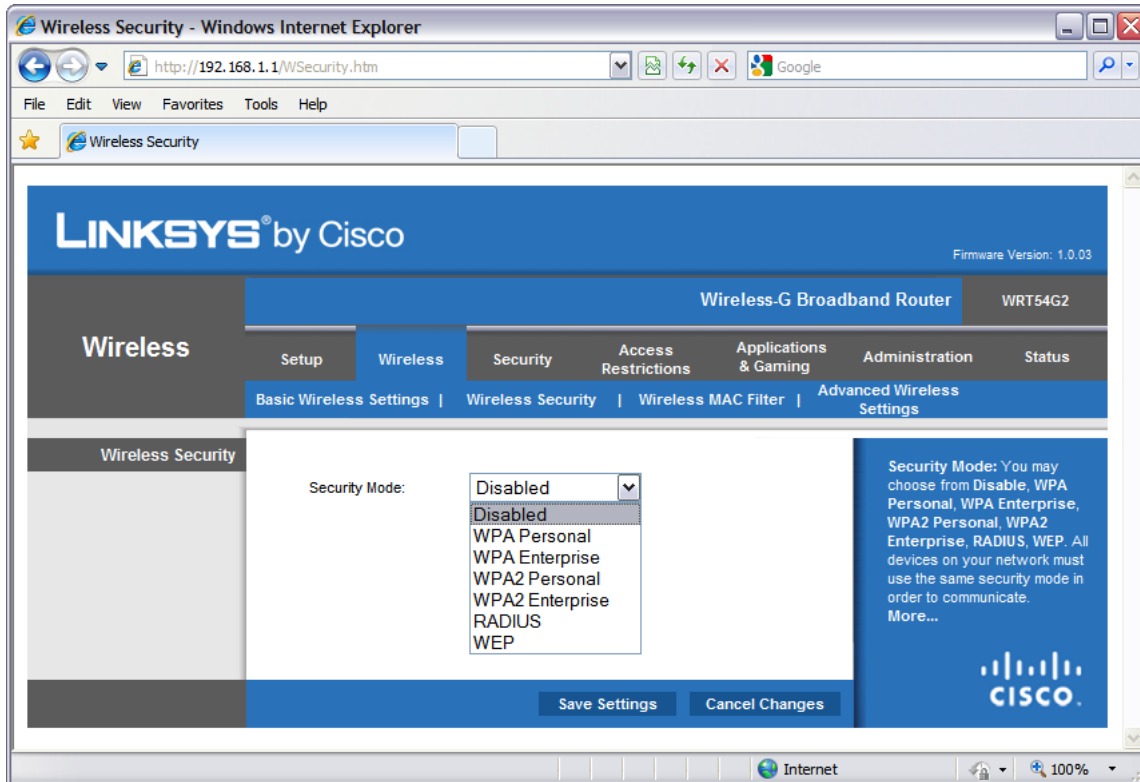 Wireless Security - Windows Internet Explorer
http://192.168.1.1/WSecurity.htm
Google
File Edit View Favorites Tools Help
Wireless Security
LINKSYS® by Cisco
Firmware Version: 1.0.03
Wireless-G Broadband Router WRT54G2
Wireless
Setup Wireless Security Access Restrictions Applications & Gaming Administration Status
Basic Wireless Settings | Wireless Security | Wireless MAC Filter | Advanced Wireless Settings
Wireless Security
Security Mode: Disabled
Disabled
WPA Personal
WPA Enterprise
WPA2 Personal
WPA2 Enterprise
RADIUS
WEP
Security Mode: You may
choose from Disable, WPA
Personal, WPA Enterprise,
WPA2 Personal, WPA2
Enterprise, RADIUS, WEP. All
devices on your network must
use the same security mode in
order to communicate.
More...
Save Settings Cancel Changes
CISCO.
Internet 100%